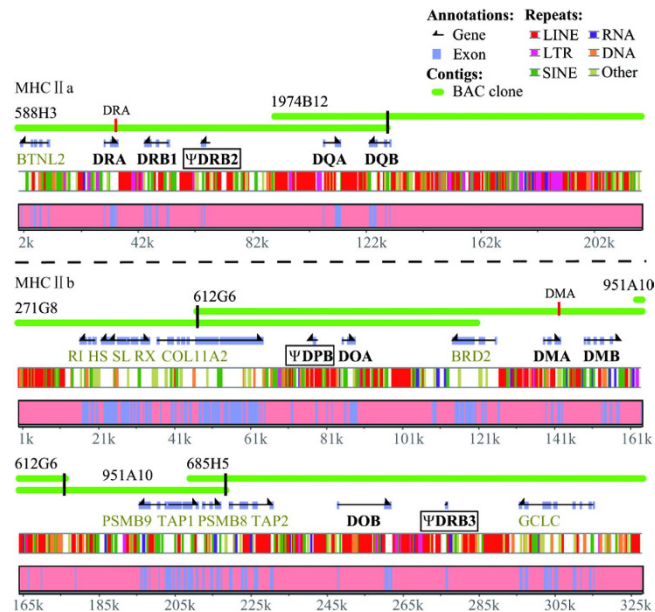 Annotations: Repeats:
Gene LINE RNA
Exon LTR DNA
Contigs: SINE Other
BAC clone
MHC Ⅱa
588H3 DRA 1974B12
BTNL2 DRA DRB1 ΨDRB2 DQA DQB
2k 42k 82k 122k 162k 202k
MHC Ⅱb
271G8 612G6 DMA 951A10
RI HS SL RX COL11A2 ΨDPB DOA BRD2 DMA DMB
1k 21k 41k 61k 81k 101k 121k 141k 161k
612G6 951A10 685H5
PSMB9 TAP1 PSMB8 TAP2 DOB ΨDRB3 GCLC
165k 185k 205k 225k 245k 265k 285k 305k 325k